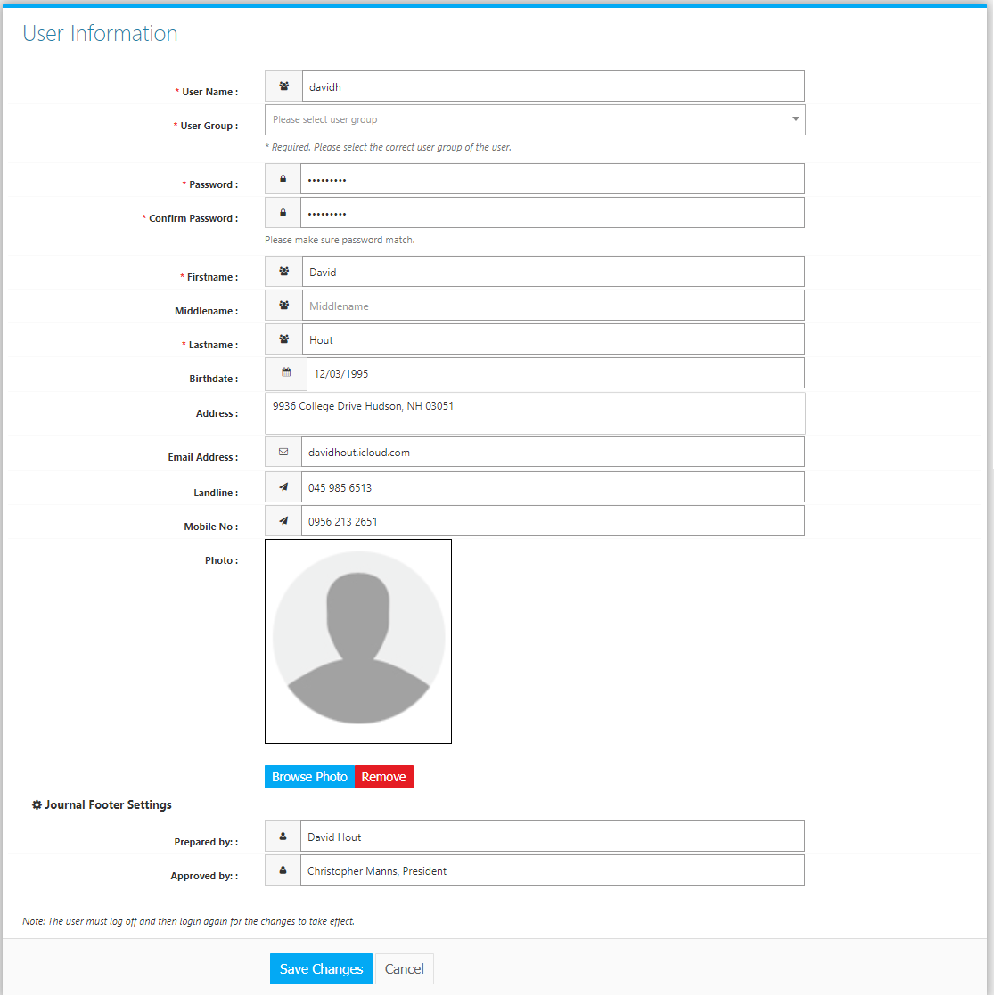 User Information
* User Name : davidh
* User Group : Please select user group
* Required. Please select the correct user group of the user.
* Password : •••••••••
* Confirm Password : •••••••••
Please make sure password match.
* Firstname : David
Middlename : Middlename
* Lastname : Hout
Birthdate : 12/03/1995
Address : 9936 College Drive Hudson, NH 03051
Email Address : davidhout.icloud.com
Landline : 045 985 6513
Mobile No : 0956 213 2651
Photo :
Browse Photo Remove
Journal Footer Settings
Prepared by: : David Hout
Approved by: : Christopher Manns, President
Note: The user must log off and then login again for the changes to take effect.
Save Changes Cancel